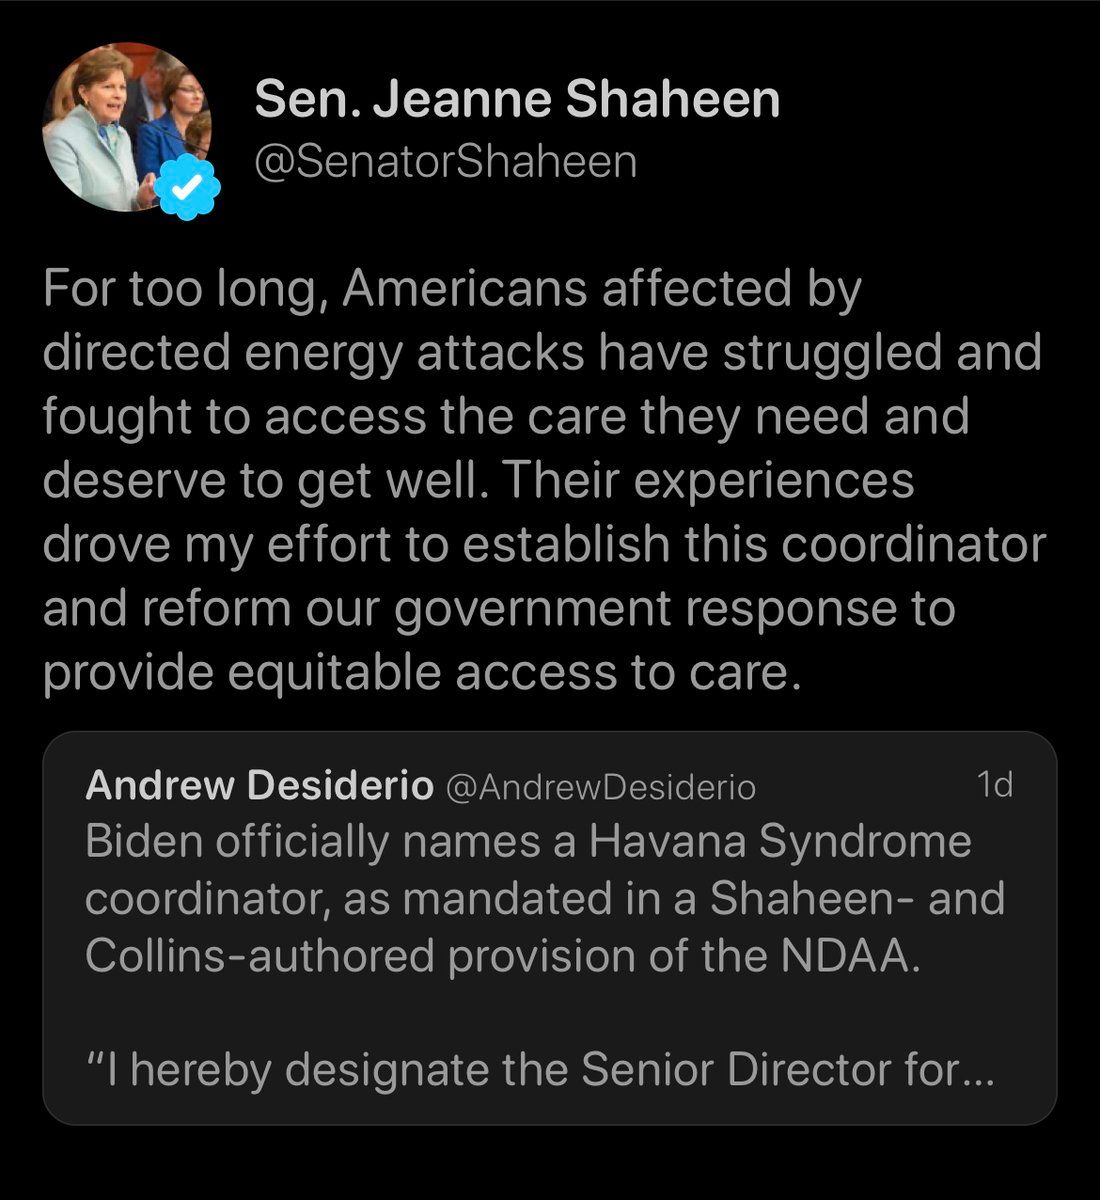 Sen. Jeanne Shaheen
@SenatorShaheen
For too long, Americans affected by
directed energy attacks have struggled and
fought to access the care they need and
deserve to get well. Their experiences
drove my effort to establish this coordinator
and reform our government response to
provide equitable access to care.
Andrew Desiderio @AndrewDesiderio 1d
Biden officially names a Havana Syndrome
coordinator, as mandated in a Shaheen- and
Collins-authored provision of the NDAA.
“I hereby designate the Senior Director for...